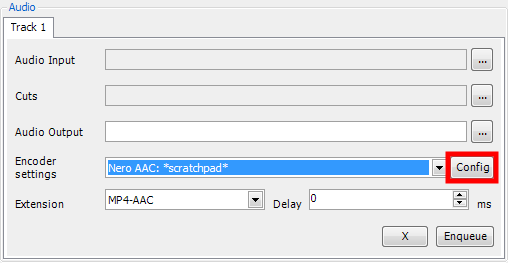 Audio
Track 1
Audio Input ...
Cuts ...
Audio Output ...
Encoder settings Nero AAC: *scratchpad* Config
Extension MP4-AAC Delay 0 ms
X Enqueue